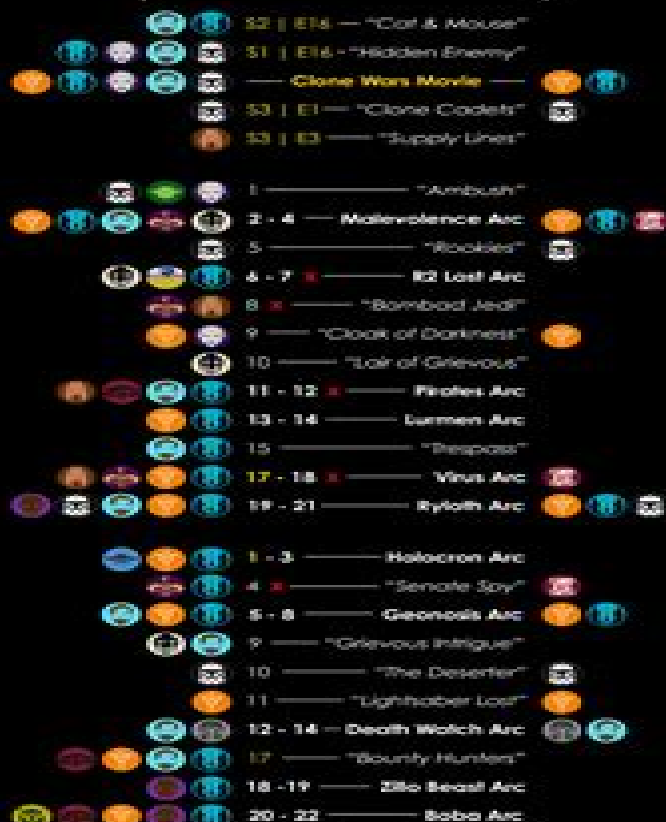 S2 | E16 — "Cat & Mouse"
S1 | E16 - "Hidden Enemy"
Clone Wars Movie
S3 | E1 — "Clone Cadets"
S3 | E3 — "Supply Lines"
1 — "Ambush"
2 - 4 — Malevolence Arc
5 — "Rookies"
6 - 7 x — R2 Lost Arc
8 x — "Bombad Jedi"
9 — "Cloak of Darkness"
10 — "Lair of Grievous"
11 - 12 x — Pirates Arc
13 - 14 — Lurmen Arc
15 — "Trespass"
17 - 18 x — Virus Arc
19 - 21 — Ryloth Arc
1 - 3 — Holocron Arc
4 x — "Senate Spy"
5 - 8 — Geonosis Arc
9 — "Grievous Intrigue"
10 — "The Deserter"
11 — "Lightsaber Lost"
12 - 14 — Death Watch Arc
17 — "Bounty Hunters"
18 - 19 — Zillo Beast Arc
20 - 22 — Boba Arc